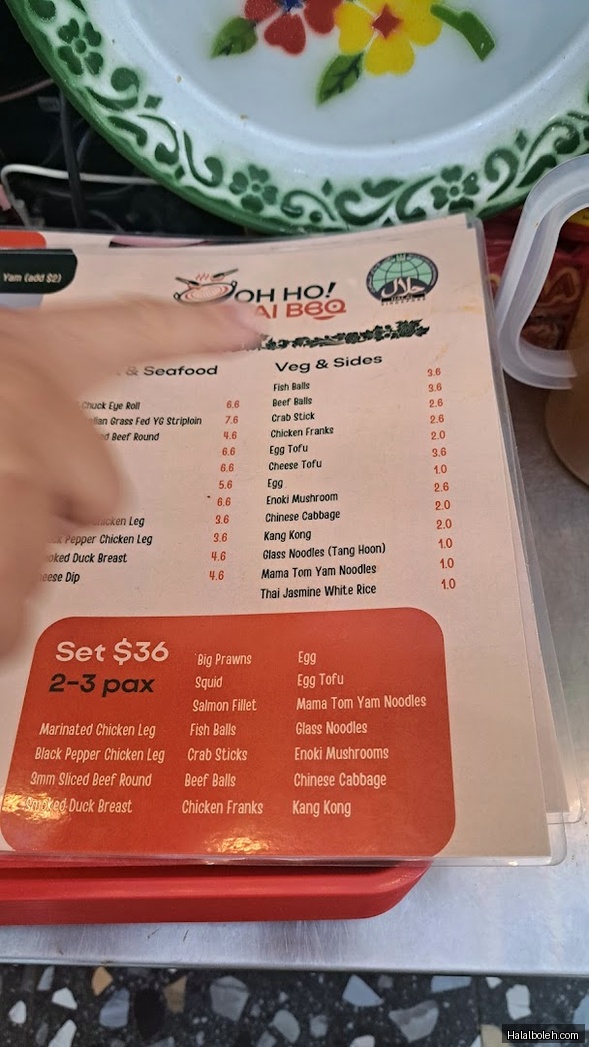 Yam (add $2)
OH HO!
AI BBQ
& Seafood
Chuck Eye Roll 6.6
Grass Fed YG Striploin 7.6
Beef Round 4.6
6.6
6.6
5.6
6.6
Chicken Leg 3.6
Pepper Chicken Leg 3.6
Smoked Duck Breast 4.6
Dip 4.6
Veg & Sides
Fish Balls 3.6
Beef Balls 3.6
Crab Stick 2.6
Chicken Franks 2.6
Egg Tofu 2.0
Cheese Tofu 3.6
Egg 1.0
Enoki Mushroom 2.6
Chinese Cabbage 2.0
Kang Kong 2.0
Glass Noodles (Tang Hoon) 1.0
Mama Tom Yam Noodles 1.0
Thai Jasmine White Rice 1.0
Set $36
2-3 pax
Marinated Chicken Leg
Black Pepper Chicken Leg
3mm Sliced Beef Round
Smoked Duck Breast
Big Prawns
Squid
Salmon Fillet
Fish Balls
Crab Sticks
Beef Balls
Chicken Franks
Egg
Egg Tofu
Mama Tom Yam Noodles
Glass Noodles
Enoki Mushrooms
Chinese Cabbage
Kang Kong
Halalboleh.com